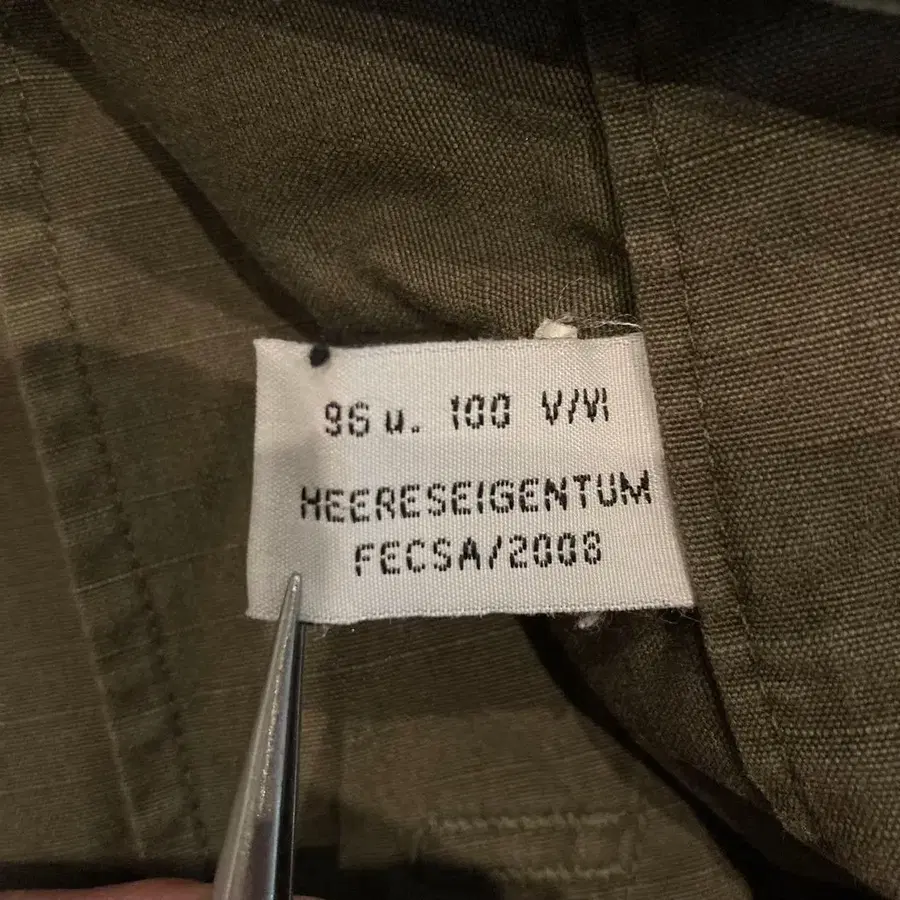 96 u. 100 V/VI
HEERESEIGENTUM
FECSA/2008